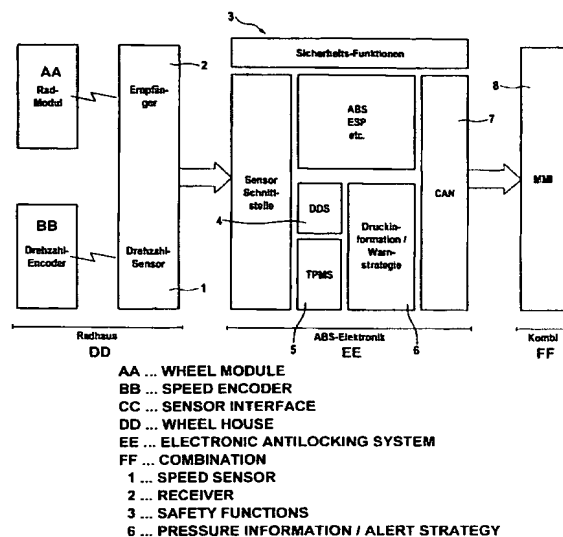 3
Sicherheits-Funktionen
AA
Rad-
Modul
2
Empfän-
ger
8
ABS
ESP
etc.
7
Sensor
Schnitt-
stelle
CAN
MMI
BB
Drehzahl-
Encoder
Drehzahl-
Sensor
1
DDS
4
Druckin-
formation /
Warn-
strategie
TPMS
5
6
Radhaus
DD
ABS-Elektronik
EE
Kombi
FF
AA ... WHEEL MODULE
BB ... SPEED ENCODER
CC ... SENSOR INTERFACE
DD ... WHEEL HOUSE
EE ... ELECTRONIC ANTILOCKING SYSTEM
FF ... COMBINATION
1 ... SPEED SENSOR
2 ... RECEIVER
3 ... SAFETY FUNCTIONS
6 ... PRESSURE INFORMATION / ALERT STRATEGY